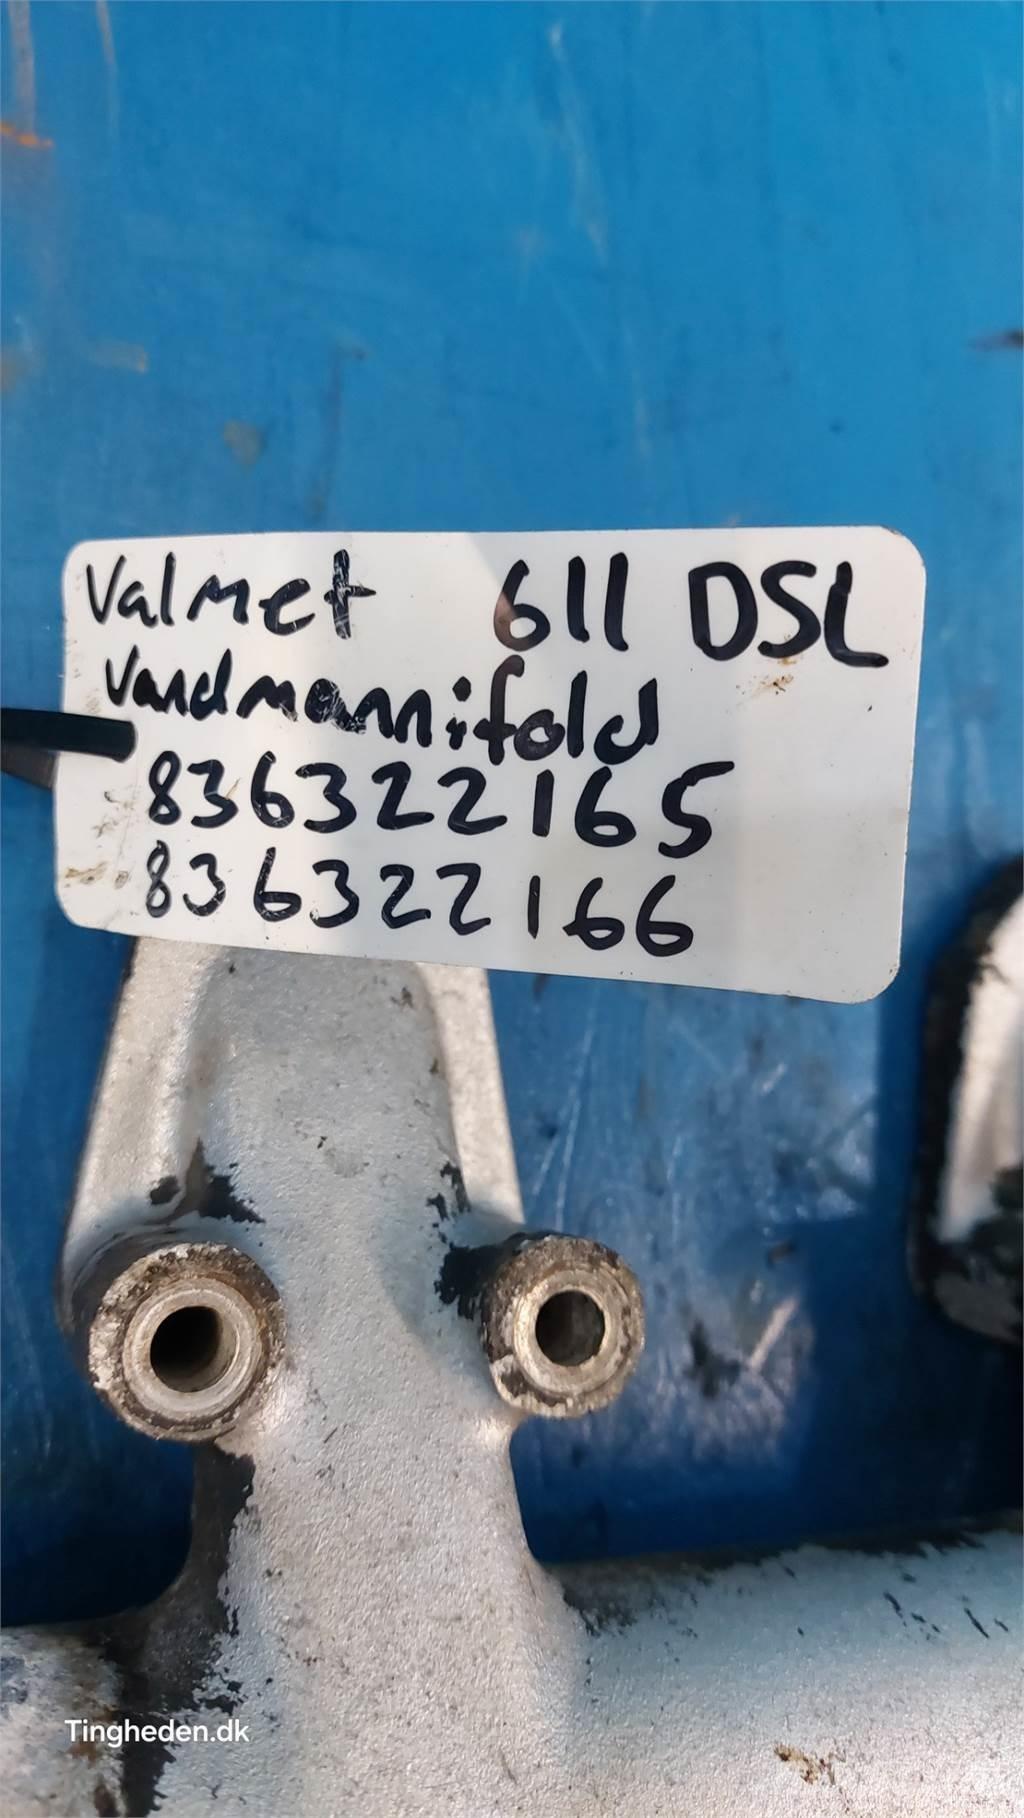 Valmet 611 DSL
Vandmannifold
836322165
836322166
Tingheden.dk